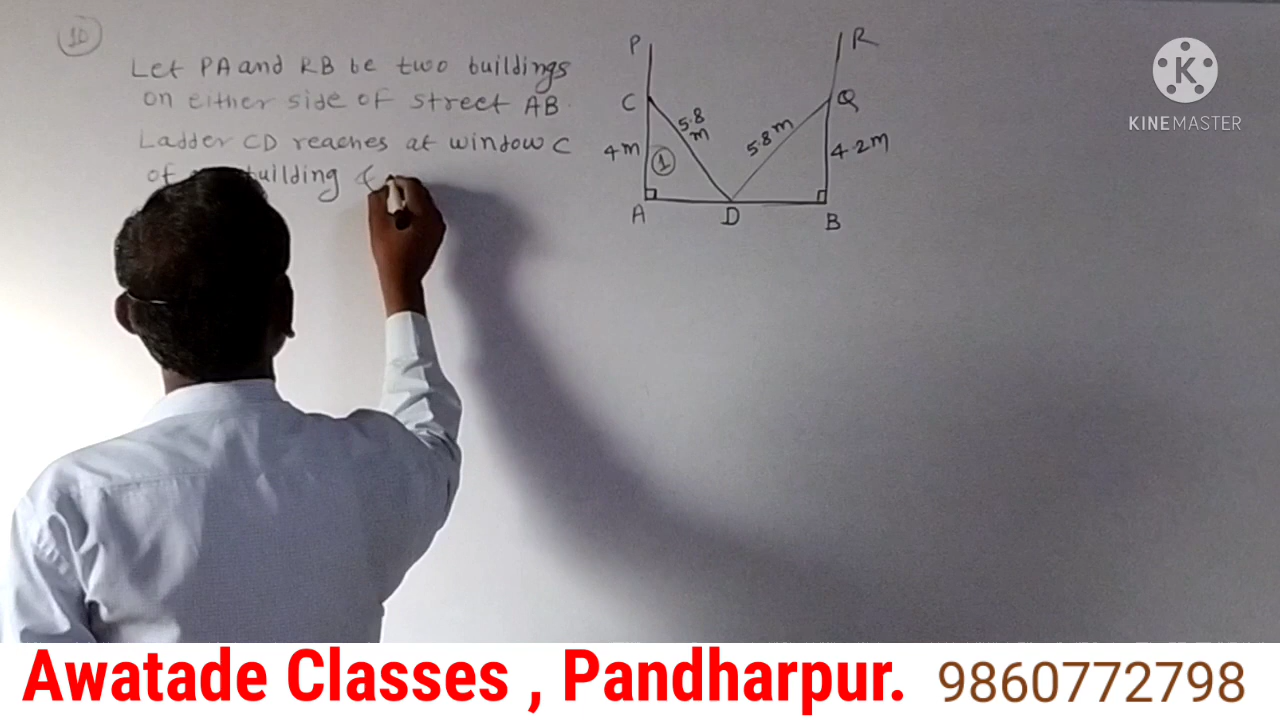 10
Let PA and RB be two buildings
on either side of street AB.
Ladder CD reaches at window C
of building
P
R
C
Q
5.8
m
5.8m
4m
1
4.2m
A
D
B
K
KINEMASTER
Awatade Classes , Pandharpur. 9860772798